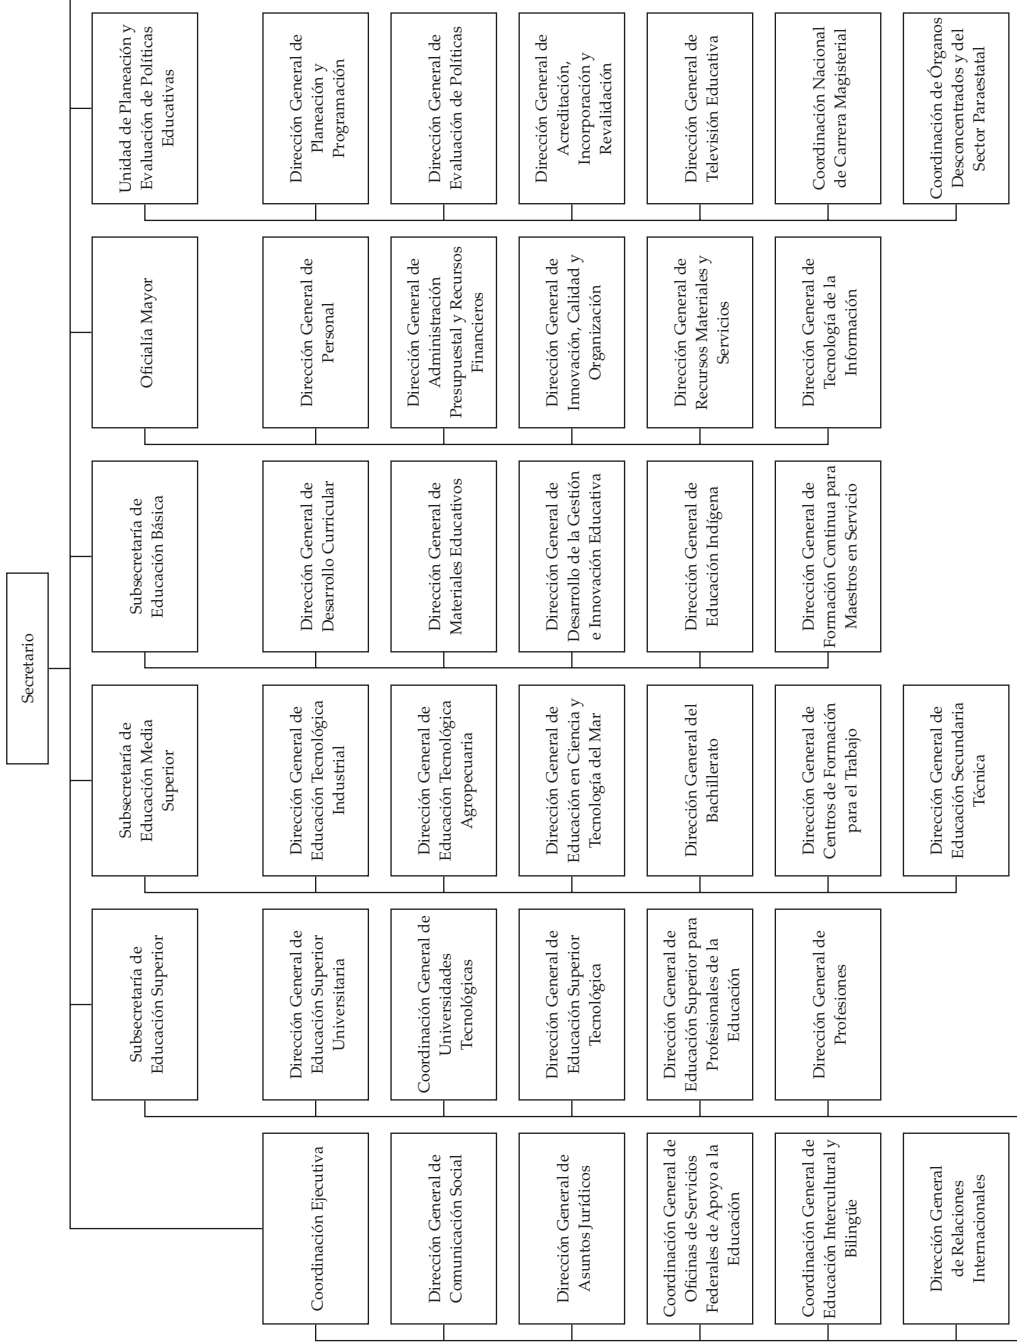 Secretario
Coordinación Ejecutiva
Dirección General de
Comunicación Social
Dirección General de
Asuntos Jurídicos
Coordinación General de
Oficinas de Servicios
Federales de Apoyo a la
Educación
Coordinación General de
Educación Intercultural y
Bilingüe
Dirección General
de Relaciones
Internacionales
Subsecretaría de
Educación Superior
Dirección General de
Educación Superior
Universitaria
Coordinación General de
Universidades
Tecnológicas
Dirección General de
Educación Superior
Tecnológica
Dirección General de
Educación Superior para
Profesionales de la
Educación
Dirección General de
Profesiones
Subsecretaría de
Educación Media
Superior
Dirección General de
Educación Tecnológica
Industrial
Dirección General de
Educación Tecnológica
Agropecuaria
Dirección General de
Educación en Ciencia y
Tecnología del Mar
Dirección General del
Bachillerato
Dirección General de
Centros de Formación
para el Trabajo
Dirección General de
Educación Secundaria
Técnica
Subsecretaría de
Educación Básica
Dirección General de
Desarrollo Curricular
Dirección General de
Materiales Educativos
Dirección General de
Desarrollo de la Gestión
e Innovación Educativa
Dirección General de
Educación Indígena
Dirección General de
Formación Continua para
Maestros en Servicio
Oficialía Mayor
Dirección General de
Personal
Dirección General de
Administración
Presupuestal y Recursos
Financieros
Dirección General de
Innovación, Calidad y
Organización
Dirección General de
Recursos Materiales y
Servicios
Dirección General de
Tecnología de la
Información
Unidad de Planeación y
Evaluación de Políticas
Educativas
Dirección General de
Planeación y
Programación
Dirección General de
Evaluación de Políticas
Dirección General de
Acreditación,
Incorporación y
Revalidación
Dirección General de
Televisión Educativa
Coordinación Nacional
de Carrera Magisterial
Coordinación de Órganos
Desconcentrados y del
Sector Paraestatal